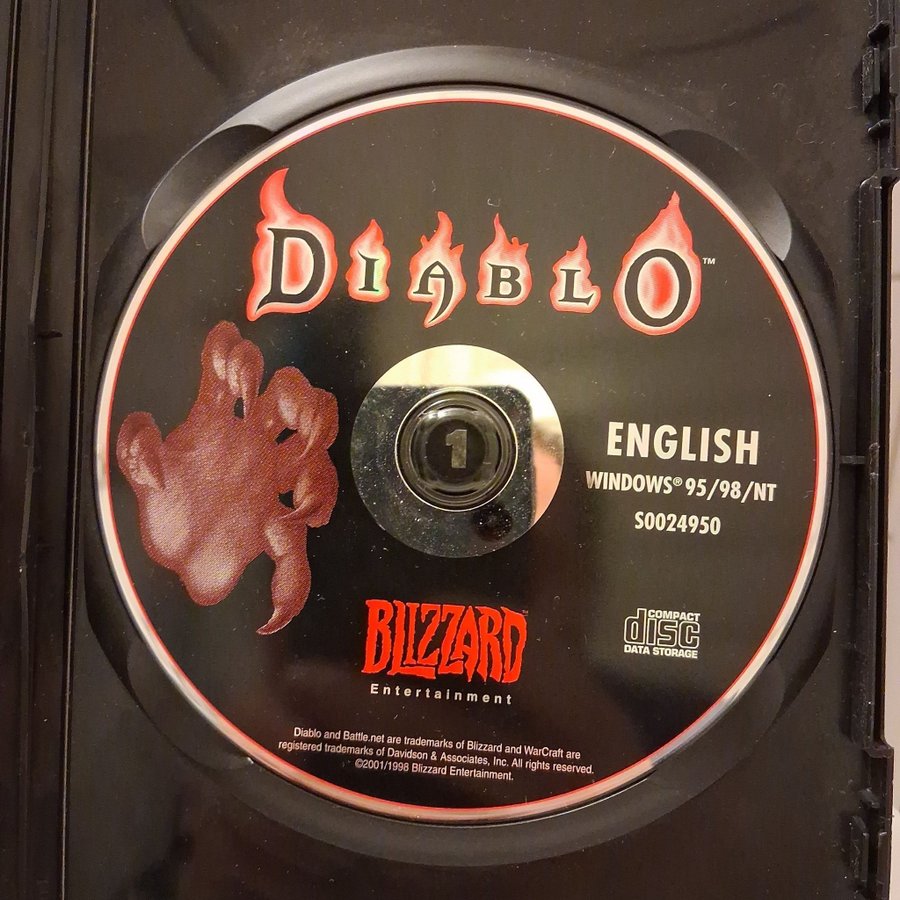 DIABLO™
1
ENGLISH
WINDOWS® 95/98/NT
S0024950
BLIZZARD™
Entertainment
COMPACT
disc
DATA STORAGE
Diablo and Battle.net are trademarks of Blizzard and WarCraft are
registered trademarks of Davidson & Associates, Inc. All rights reserved.
©2001/1998 Blizzard Entertainment.